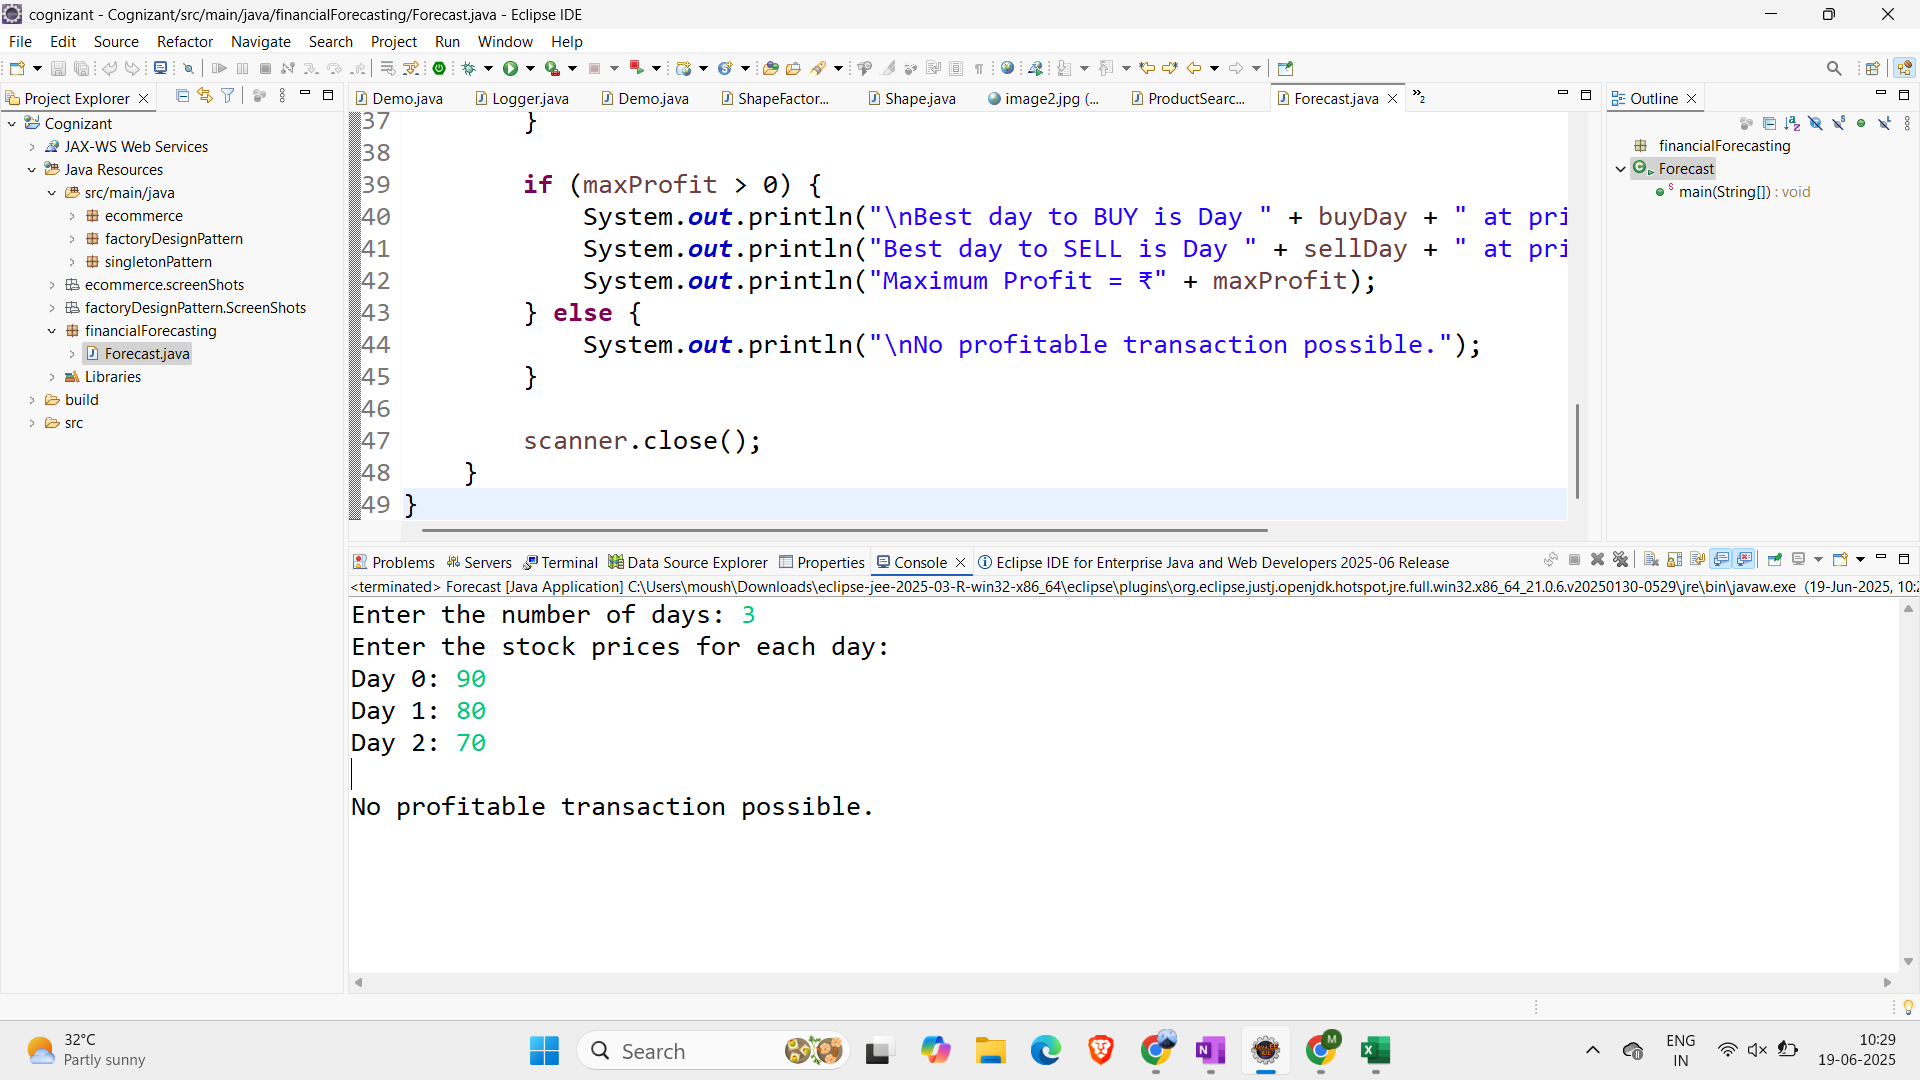 cognizant - Cognizant/src/main/java/financialForecasting/Forecast.java - Eclipse IDE
File Edit Source Refactor Navigate Search Project Run Window Help
Project Explorer
Demo.java Logger.java Demo.java ShapeFactor... Shape.java image2.jpg (... ProductSearc... Forecast.java 2
Outline
Cognizant
JAX-WS Web Services
Java Resources
src/main/java
ecommerce
factoryDesignPattern
singletonPattern
ecommerce.screenShots
factoryDesignPattern.ScreenShots
financialForecasting
Forecast.java
Libraries
build
src
37 }
38
39 if (maxProfit > 0) {
40 System.out.println("\nBest day to BUY is Day " + buyDay + " at pri
41 System.out.println("Best day to SELL is Day " + sellDay + " at pri
42 System.out.println("Maximum Profit = ₹" + maxProfit);
43 } else {
44 System.out.println("\nNo profitable transaction possible.");
45 }
46
47 scanner.close();
48 }
49 }
financialForecasting
Forecast
main(String[]) : void
Problems Servers Terminal Data Source Explorer Properties Console Eclipse IDE for Enterprise Java and Web Developers 2025-06 Release
<terminated> Forecast [Java Application] C:\Users\moush\Downloads\eclipse-jee-2025-03-R-win32-x86_64\eclipse\plugins\org.eclipse.justj.openjdk.hotspot.jre.full.win32.x86_64_21.0.6.v20250130-0529\jre\bin\javaw.exe (19-Jun-2025, 10:2
Enter the number of days: 3
Enter the stock prices for each day:
Day 0: 90
Day 1: 80
Day 2: 70
No profitable transaction possible.
32°C
Partly sunny
Search
ENG
IN
10:29
19-06-2025